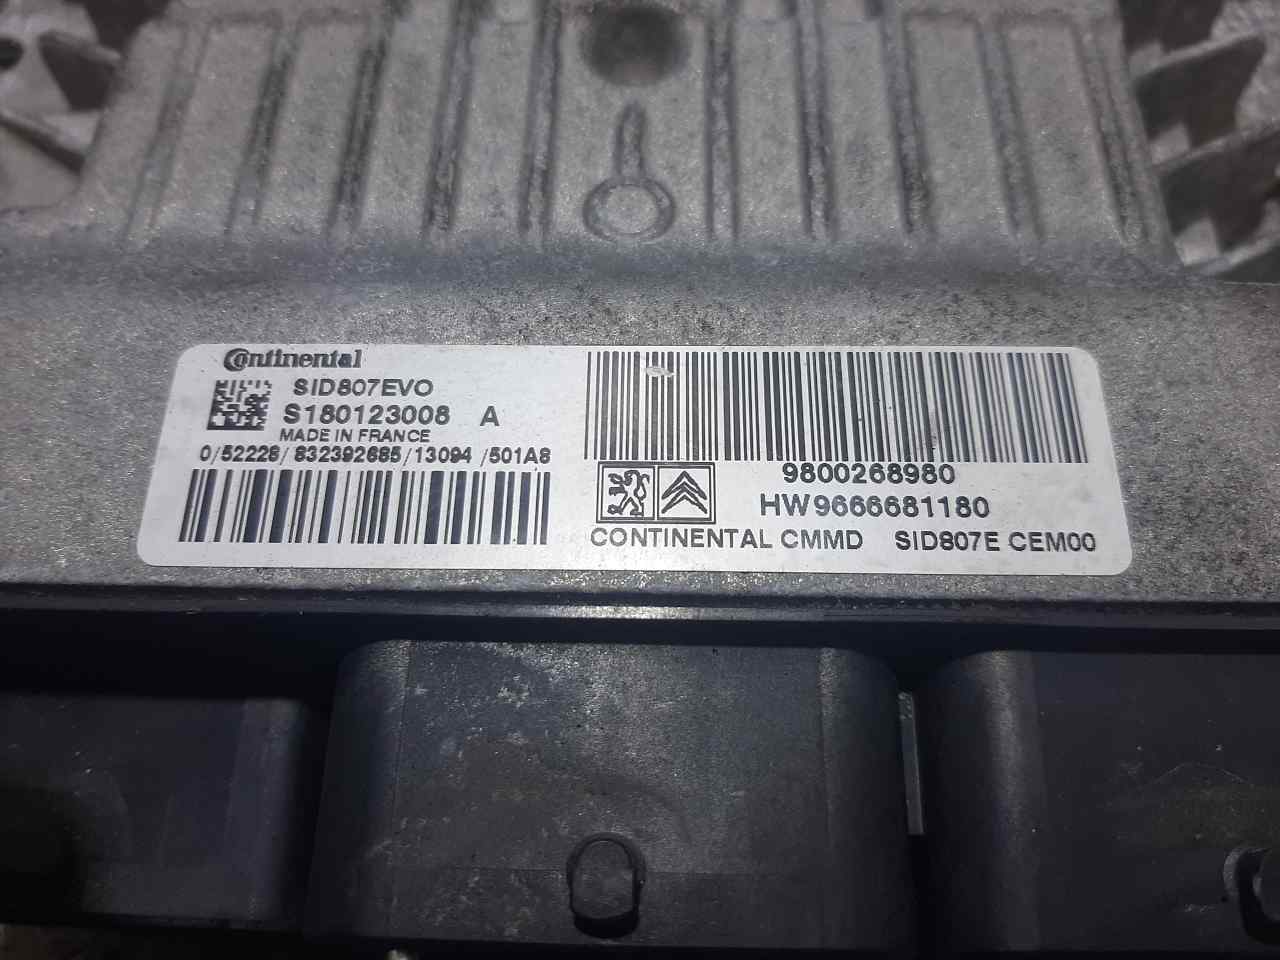 Continental
SID807EVO
S180123008 A
MADE IN FRANCE
0/52228/832392685/13094 /501A8
9800268980
HW9666681180
CONTINENTAL CMMD SID807E CEM00